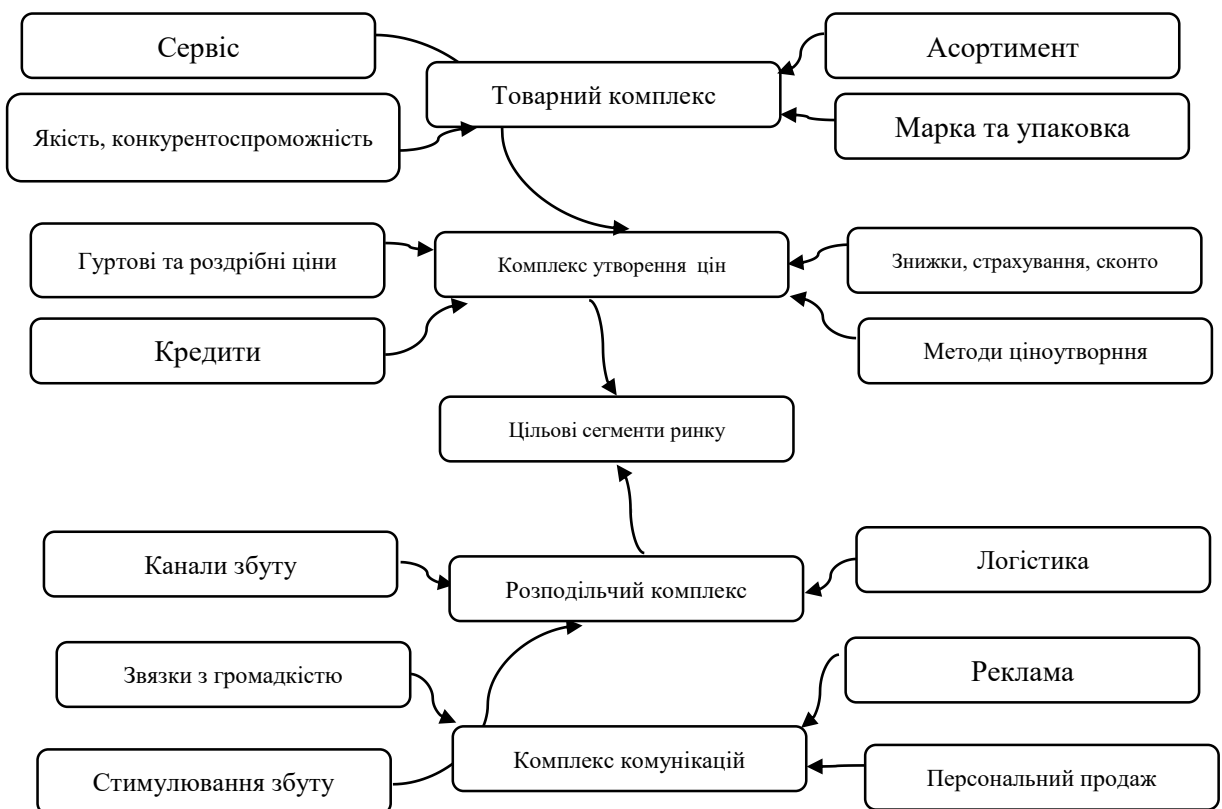 Сервіс
Асортимент
Товарний комплекс
Якість, конкурентоспроможність
Марка та упаковка
Гуртові та роздрібні ціни
Комплекс утворення цін
Знижки, страхування, сконто
Кредити
Методи ціноутворння
Цільові сегменти ринку
Канали збуту
Розподільчий комплекс
Логістика
Звязки з громадкістю
Реклама
Стимулювання збуту
Комплекс комунікацій
Персональний продаж